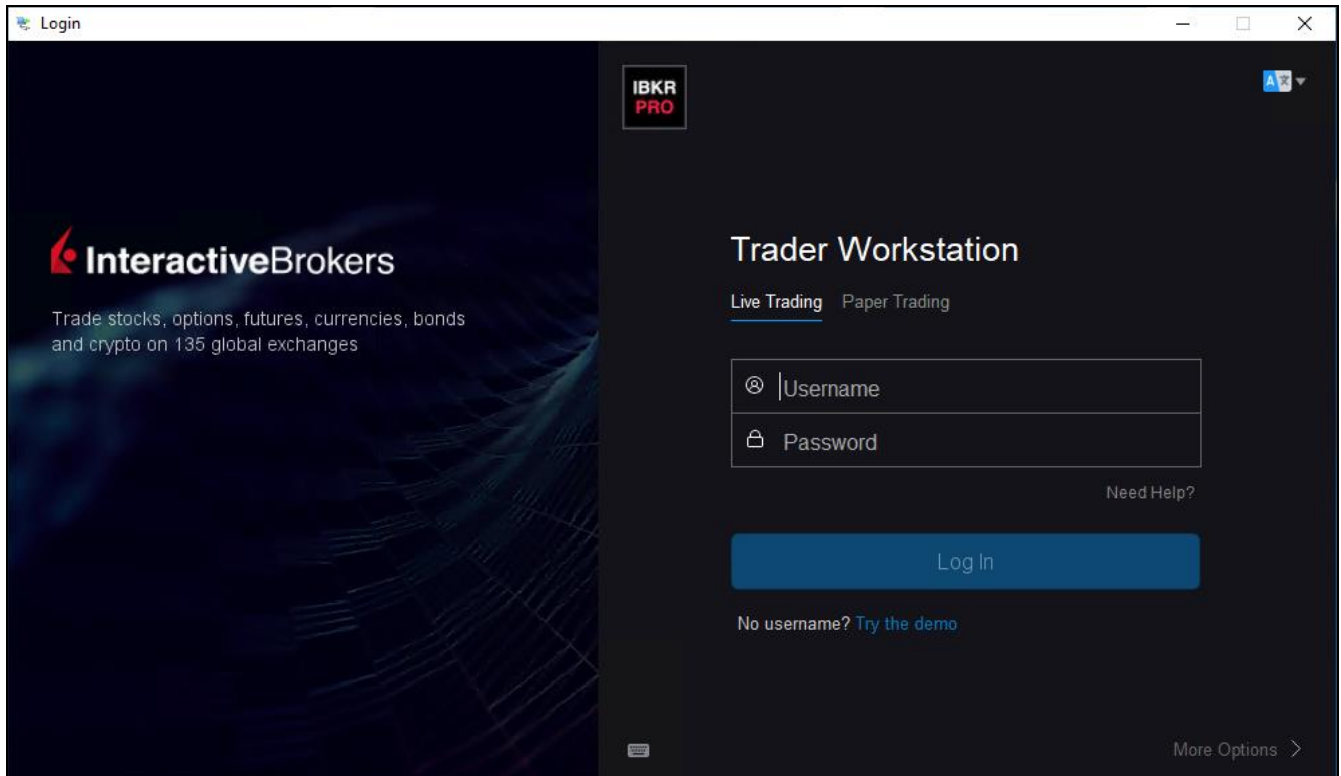 Login
InteractiveBrokers
Trade stocks, options, futures, currencies, bonds
and crypto on 135 global exchanges
IBKR
PRO
A 文
Trader Workstation
Live Trading Paper Trading
Username
Password
Need Help?
Log In
No username? Try the demo
More Options